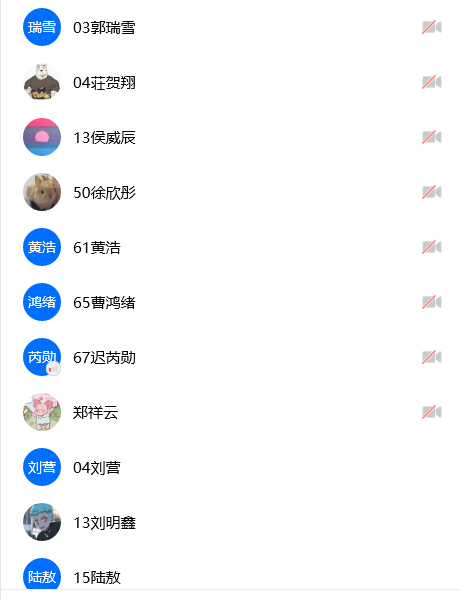 瑞雪 03郭瑞雪
04荘贺翔
13侯威辰
50徐欣彤
黄浩 61黄浩
鸿绪 65曹鸿绪
芮勋 67迟芮勋
郑祥云
刘营 04刘营
13刘明鑫
陆敖 15陆敖